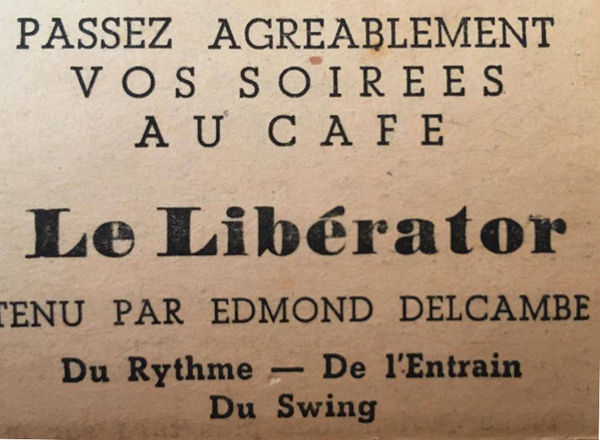 PASSEZ AGREABLEMENT
VOS SOIREES
AU CAFE
Le Libérator
TENU PAR EDMOND DELCAMBE
Du Rythme — De l'Entrain
Du Swing